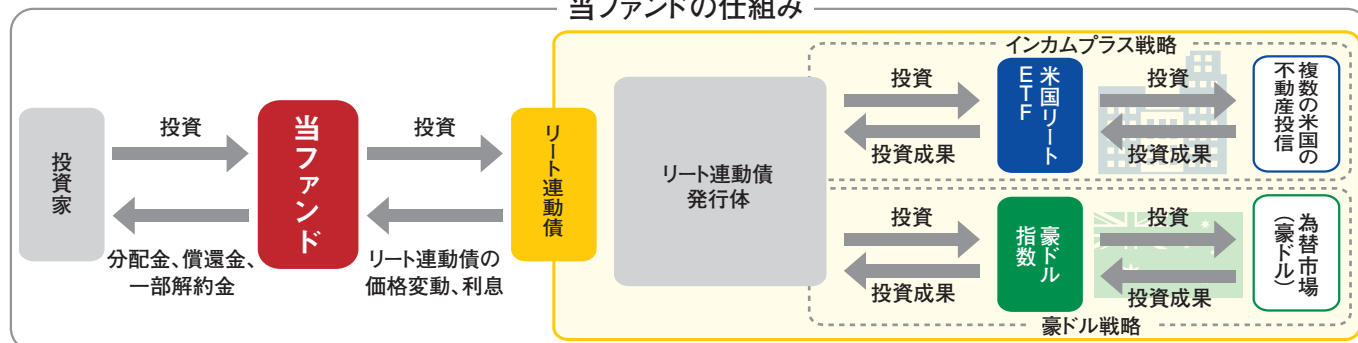 当ファンドの仕組み
投資家
投資
分配金、償還金、
一部解約金
当ファンド
投資
リート連動債の
価格変動、利息
リート連動債
リート連動債
発行体
インカムプラス戦略
投資
投資成果
米国リート
ETF
投資
投資成果
複数の米国の
不動産投信
投資
投資成果
豪ドル
指数
投資
投資成果
為替市場
(豪ドル)
豪ドル戦略